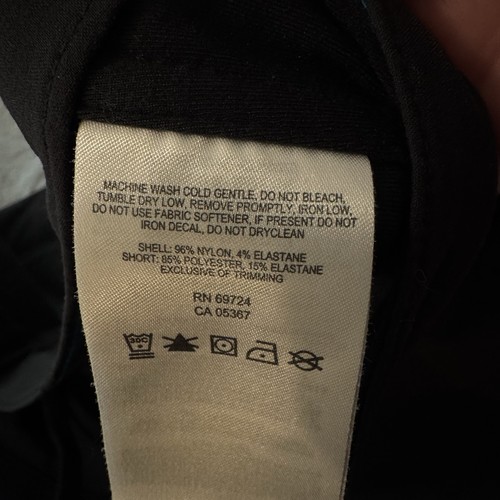 MACHINE WASH COLD GENTLE, DO NOT BLEACH,
TUMBLE DRY LOW, REMOVE PROMPTLY, IRON LOW,
DO NOT USE FABRIC SOFTENER, IF PRESENT DO NOT
IRON DECAL, DO NOT DRYCLEAN
SHELL: 96% NYLON, 4% ELASTANE
SHORT: 85% POLYESTER, 15% ELASTANE
EXCLUSIVE OF TRIMMING
RN 69724
CA 05367
30C